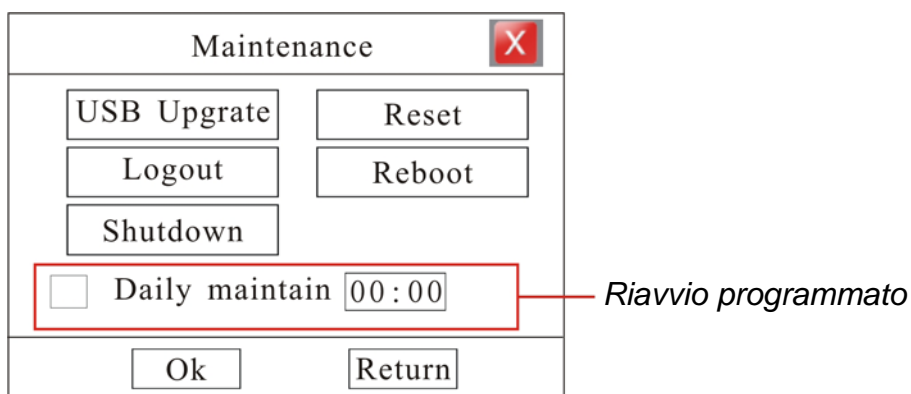 Maintenance X
USB Upgrate Reset
Logout Reboot
Shutdown
Daily maintain 00:00 Riavvio programmato
Ok Return